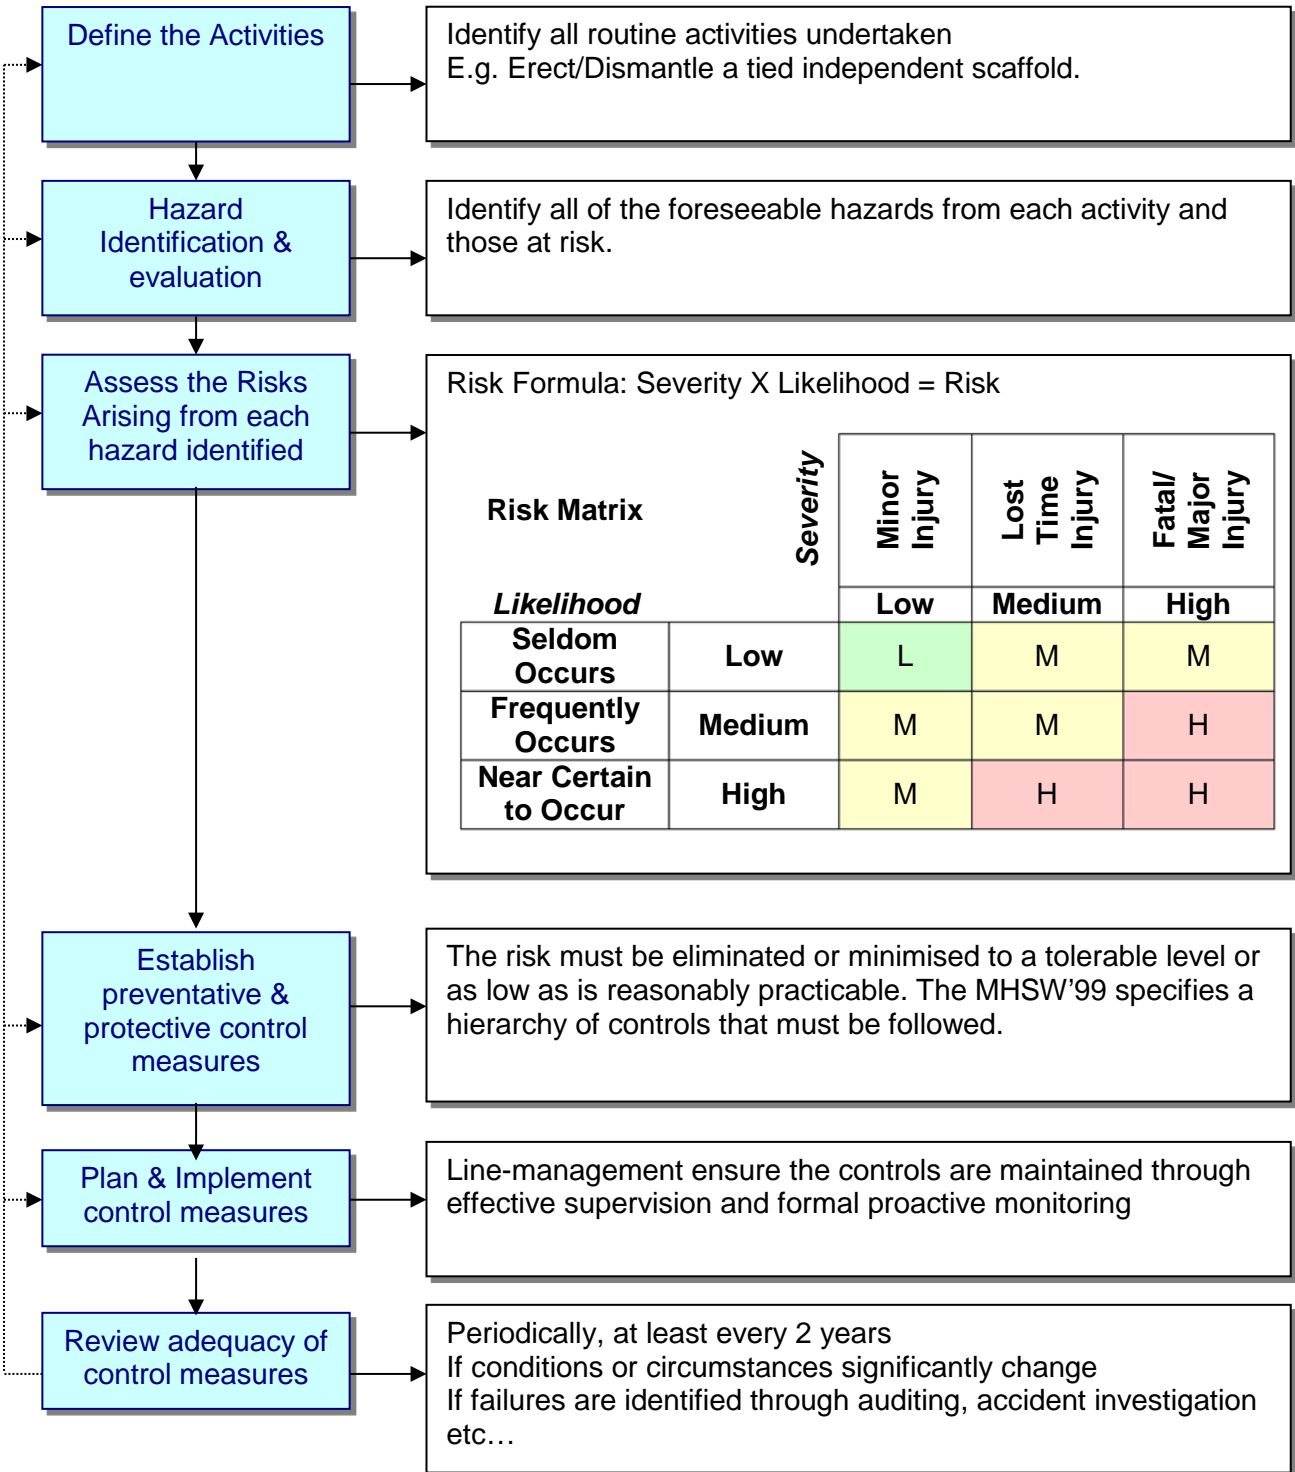 Define the Activities
Identify all routine activities undertaken
E.g. Erect/Dismantle a tied independent scaffold.
Hazard
Identification &
evaluation
Identify all of the foreseeable hazards from each activity and
those at risk.
Assess the Risks
Arising from each
hazard identified
Risk Formula: Severity X Likelihood = Risk
Risk Matrix
Severity
Minor
Injury
Lost
Time
Injury
Fatal/
Major
Injury
Likelihood
Low
Medium
High
Seldom
Occurs
Low
L
M
M
Frequently
Occurs
Medium
M
M
H
Near Certain
to Occur
High
M
H
H
Establish
preventative &
protective control
measures
The risk must be eliminated or minimised to a tolerable level or
as low as is reasonably practicable. The MHSW’99 specifies a
hierarchy of controls that must be followed.
Plan & Implement
control measures
Line-management ensure the controls are maintained through
effective supervision and formal proactive monitoring
Review adequacy of
control measures
Periodically, at least every 2 years
If conditions or circumstances significantly change
If failures are identified through auditing, accident investigation
etc…